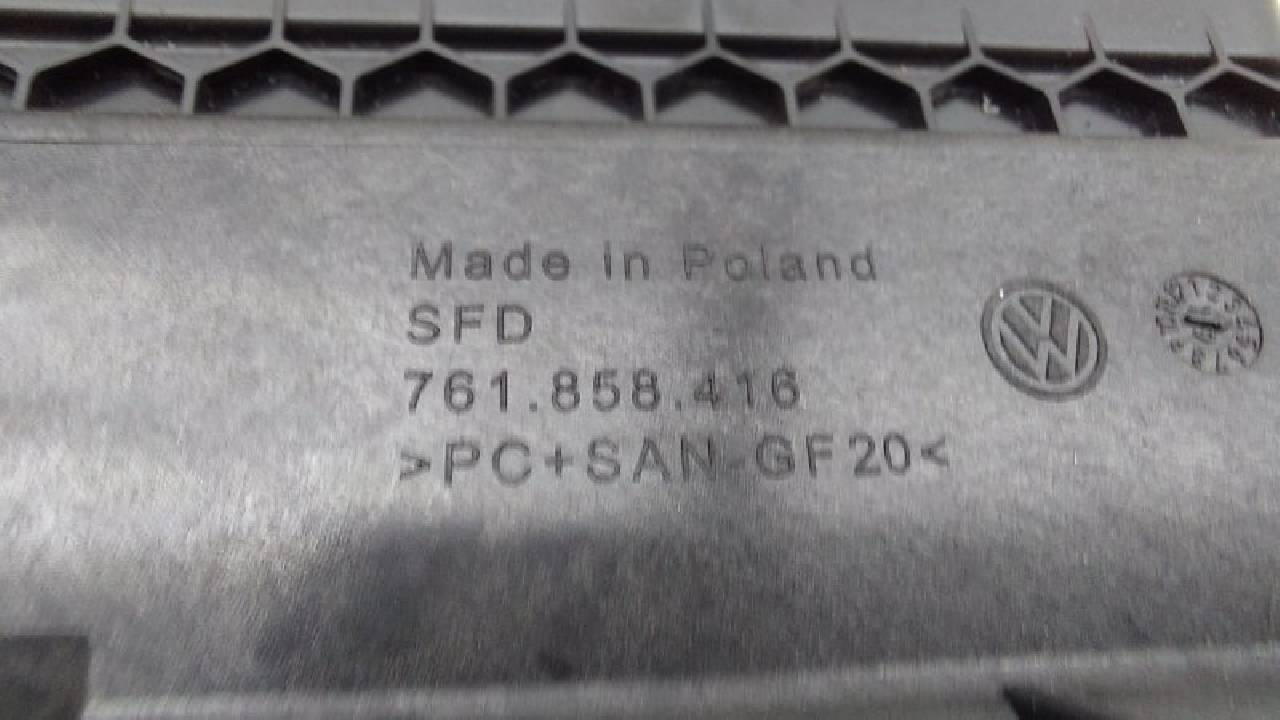 Made in Poland
SFD
761.858.416
>PC+SAN-GF20<